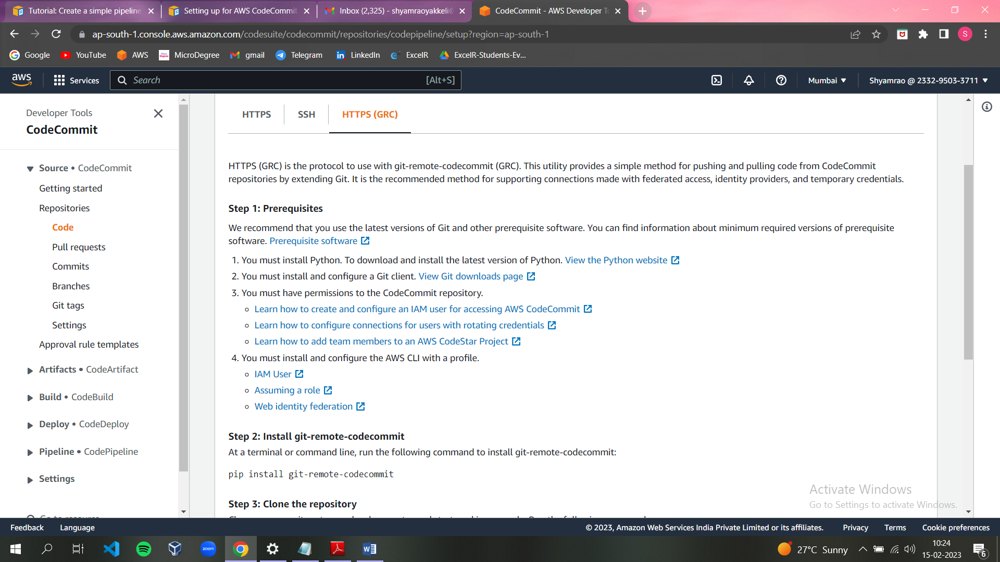 Tutorial: Create a simple pipeline
Setting up for AWS CodeCommit
Inbox (2,325) - shyamraoyakkeli@
CodeCommit - AWS Developer To
ap-south-1.console.aws.amazon.com/codesuite/codecommit/repositories/codepipeline/setup?region=ap-south-1
S
Google
YouTube
AWS
MicroDegree
gmail
Telegram
LinkedIn
ExcelR
ExcelR-Students-Ev...
aws
Services
Search
[Alt+S]
Mumbai
Shyamrao @ 2332-9503-3711
Developer Tools
CodeCommit
Source • CodeCommit
Getting started
Repositories
Code
Pull requests
Commits
Branches
Git tags
Settings
Approval rule templates
Artifacts • CodeArtifact
Build • CodeBuild
Deploy • CodeDeploy
Pipeline • CodePipeline
Settings
Go to resource
HTTPS
SSH
HTTPS (GRC)
HTTPS (GRC) is the protocol to use with git-remote-codecommit (GRC). This utility provides a simple method for pushing and pulling code from CodeCommit
repositories by extending Git. It is the recommended method for supporting connections made with federated access, identity providers, and temporary credentials.
Step 1: Prerequisites
We recommend that you use the latest versions of Git and other prerequisite software. You can find information about minimum required versions of prerequisite
software. Prerequisite software
1. You must install Python. To download and install the latest version of Python. View the Python website
2. You must install and configure a Git client. View Git downloads page
3. You must have permissions to the CodeCommit repository.
Learn how to create and configure an IAM user for accessing AWS CodeCommit
Learn how to configure connections for users with rotating credentials
Learn how to add team members to an AWS CodeStar Project
4. You must install and configure the AWS CLI with a profile.
IAM User
Assuming a role
Web identity federation
Step 2: Install git-remote-codecommit
At a terminal or command line, run the following command to install git-remote-codecommit:
pip install git-remote-codecommit
Step 3: Clone the repository
Activate Windows
Go to Settings to activate Windows.
Feedback
Language
© 2023, Amazon Web Services India Private Limited or its affiliates.
Privacy
Terms
Cookie preferences
zoom
27°C Sunny
10:24
15-02-2023
6